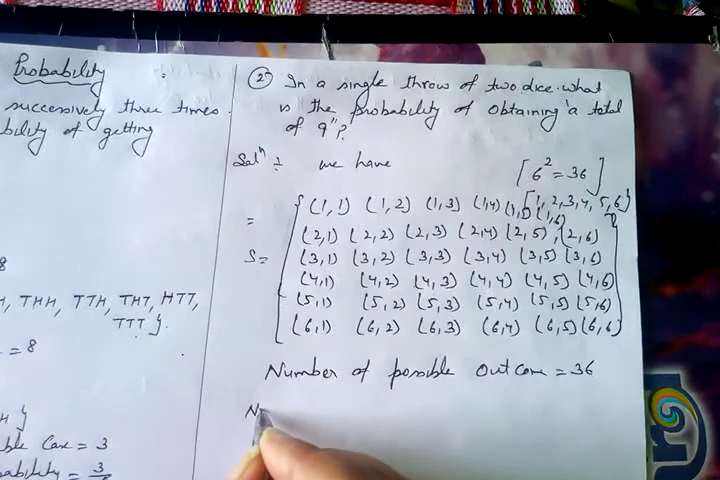 Probability
successively three times.
bility of getting
8
H, THH, TTH, THT, HTT,
TTT }.
= 8
H }
ble Case = 3
bability = 3
(2) In a single throw of two dice. what
is the probability of obtaining "a total
of 9"?
Solⁿ ÷ we have [6² = 36]
{1, 2, 3, 4, 5, 6}
= { (1,1) (1,2) (1,3) (1,4) (1,5) (1,6)
(2,1) (2,2) (2,3) (2,4) (2,5), (2,6)
S = (3,1) (3,2) (3,3) (3,4) (3,5) (3,6)
(4,1) (4,2) (4,3) (4,4) (4,5) (4,6)
(5,1) (5,2) (5,3) (5,4) (5,5) (5,6)
(6,1) (6,2) (6,3) (6,4) (6,5) (6,6) }
Number of possible outcome = 36
N